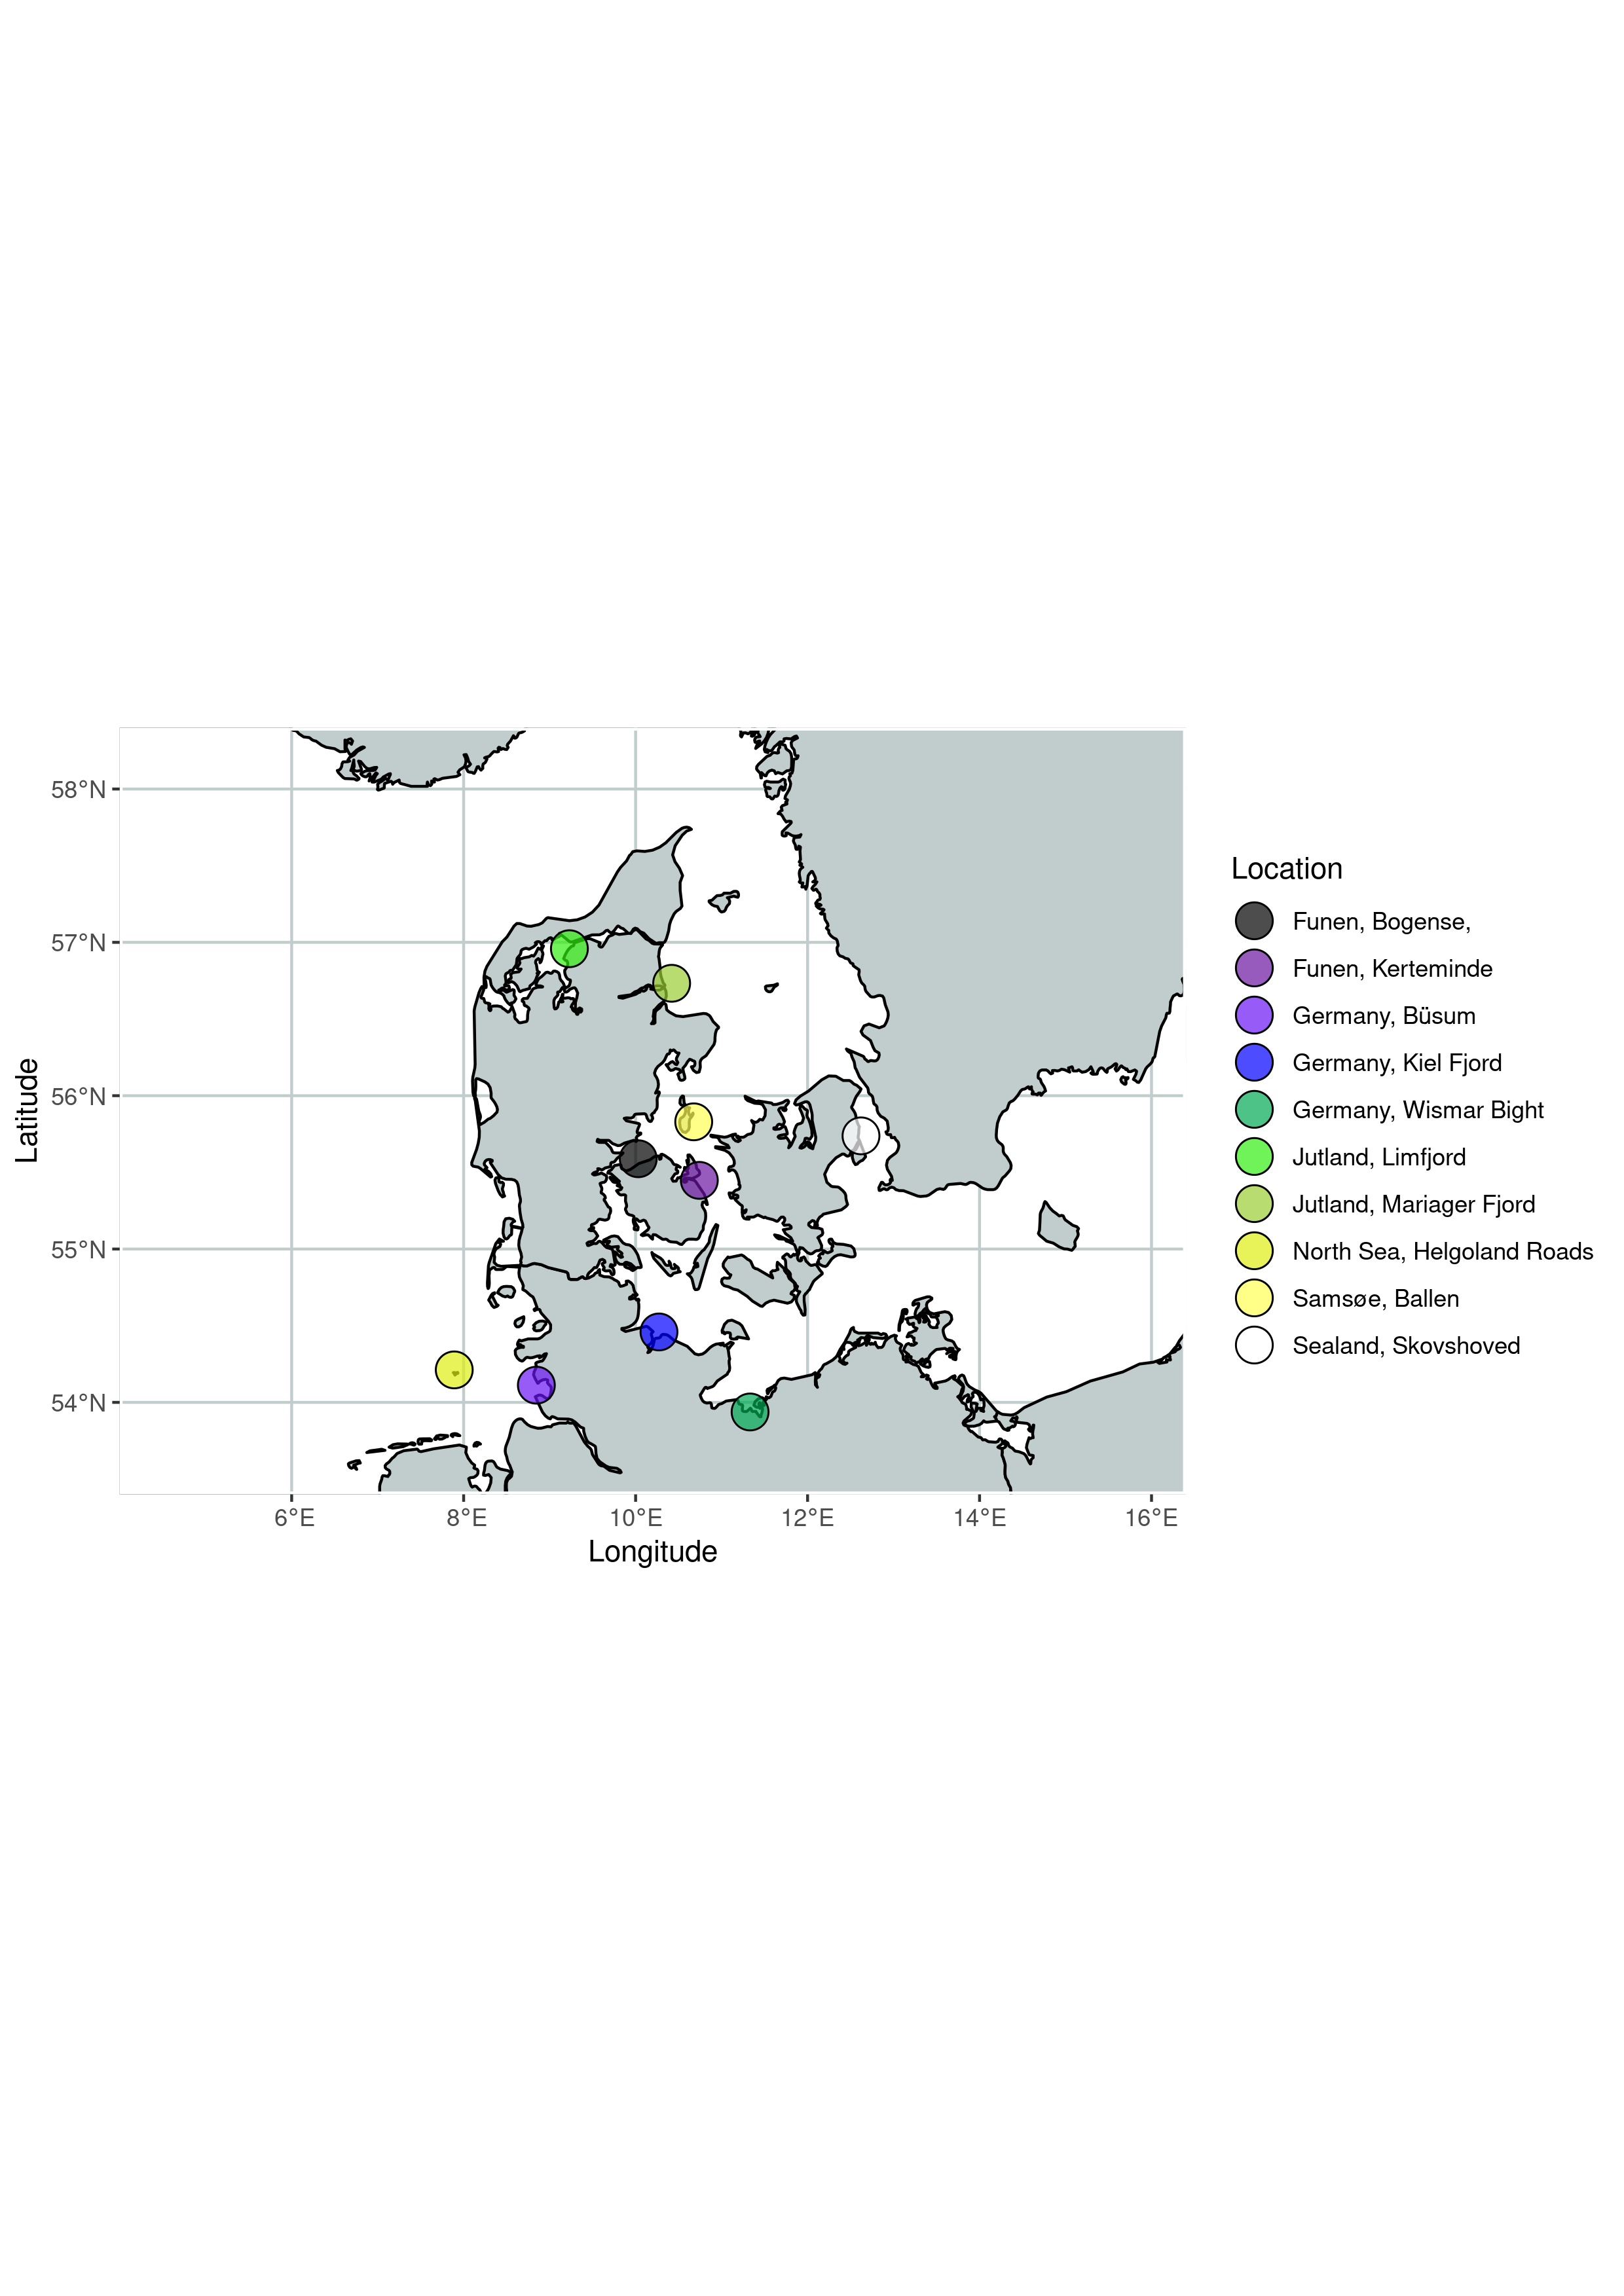 58°N
57°N
56°N
55°N
54°N
Latitude
6°E 8°E 10°E 12°E 14°E 16°E
Longitude
Location
Funen, Bogense,
Funen, Kerteminde
Germany, Büsum
Germany, Kiel Fjord
Germany, Wismar Bight
Jutland, Limfjord
Jutland, Mariager Fjord
North Sea, Helgoland Roads
Samsøe, Ballen
Sealand, Skovshoved